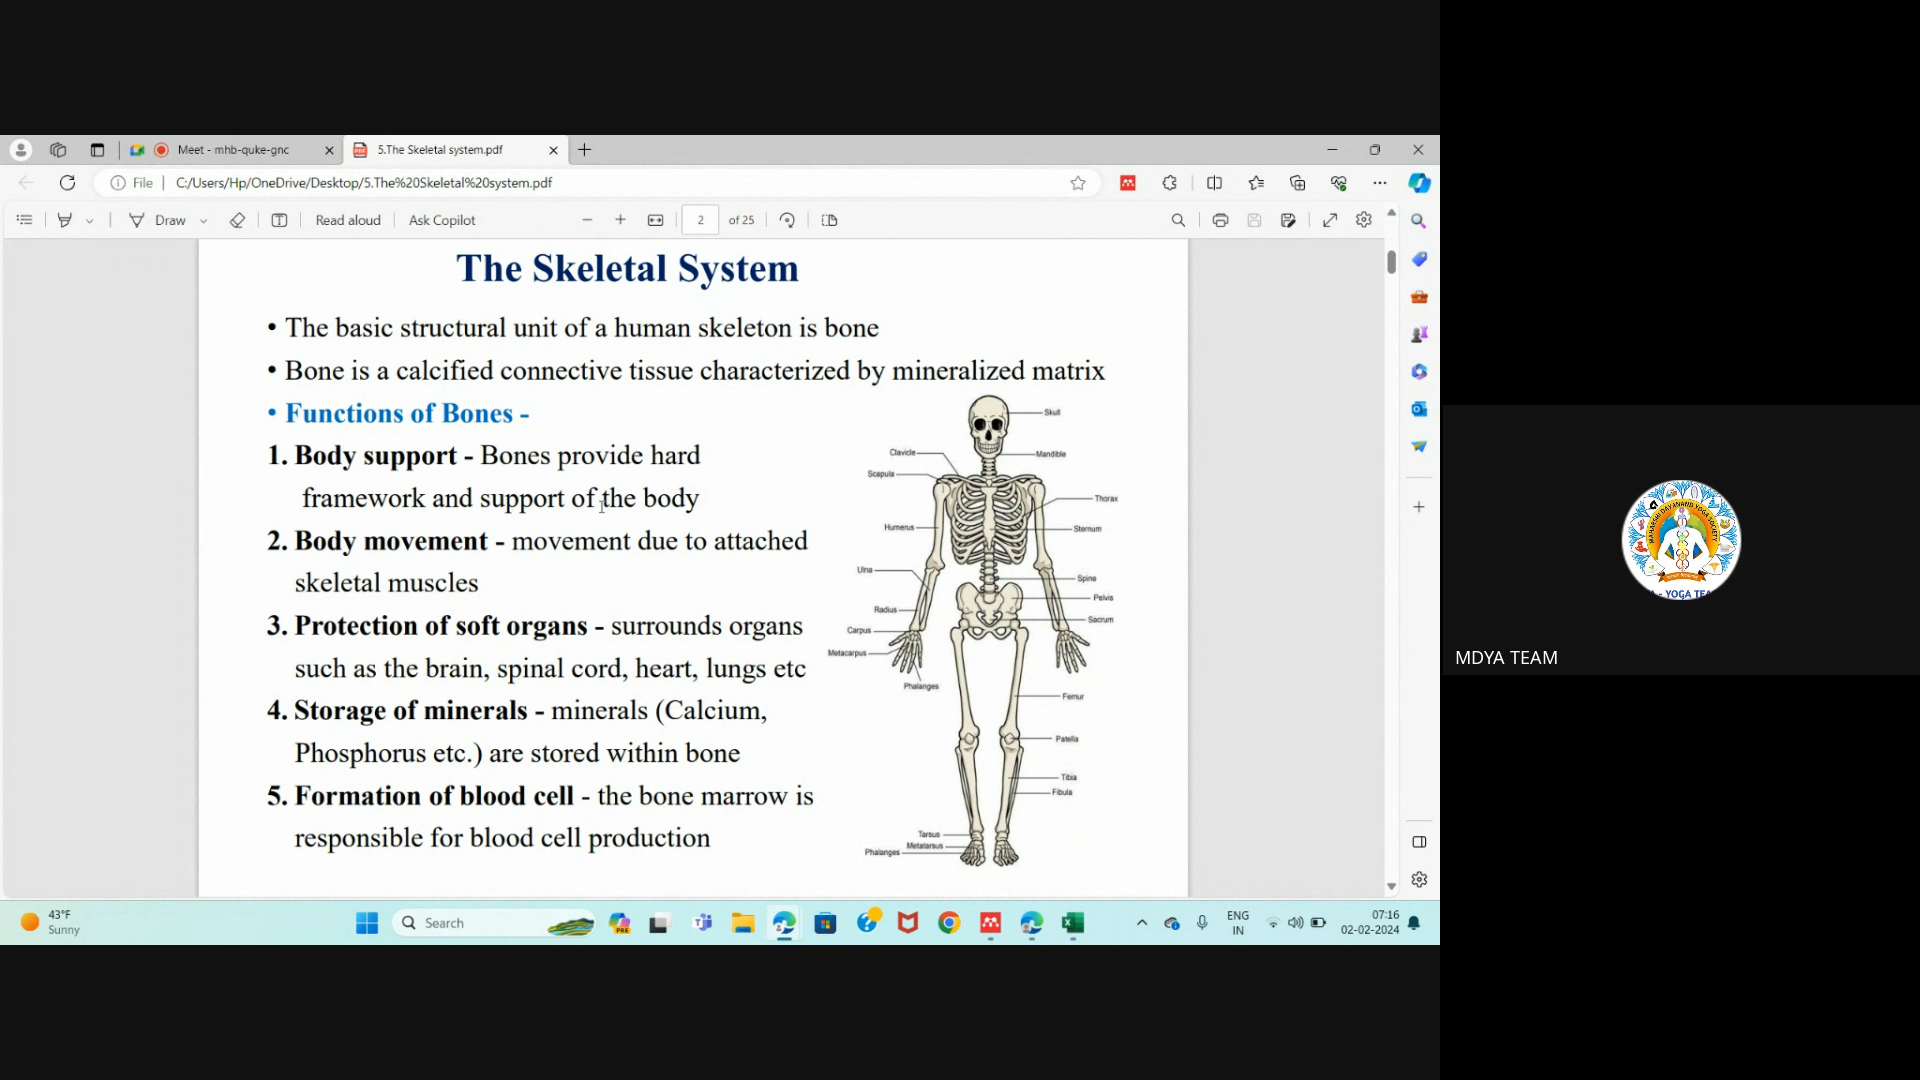 Meet - mhb-quke-gnc
5.The Skeletal system.pdf
File
C:/Users/Hp/OneDrive/Desktop/5.The%20Skeletal%20system.pdf
Draw
Read aloud
Ask Copilot
2
of 25
The Skeletal System
• The basic structural unit of a human skeleton is bone
• Bone is a calcified connective tissue characterized by mineralized matrix
• Functions of Bones -
1. Body support - Bones provide hard
framework and support of the body
2. Body movement - movement due to attached
skeletal muscles
3. Protection of soft organs - surrounds organs
such as the brain, spinal cord, heart, lungs etc
4. Storage of minerals - minerals (Calcium,
Phosphorus etc.) are stored within bone
5. Formation of blood cell - the bone marrow is
responsible for blood cell production
Skull
Clavicle
Mandible
Scapula
Thorax
Humerus
Sternum
Ulna
Spine
Pelvis
Radius
Sacrum
Carpus
Metacarpus
Phalanges
Femur
Patella
Tibia
Fibula
Tarsus
Metatarsus
Phalanges
MAHARSHI DAYANAND YOGA SOCIETY
- YOGA TEA
MDYA TEAM
43°F
Sunny
Search
PRE
ENG
IN
07:16
02-02-2024